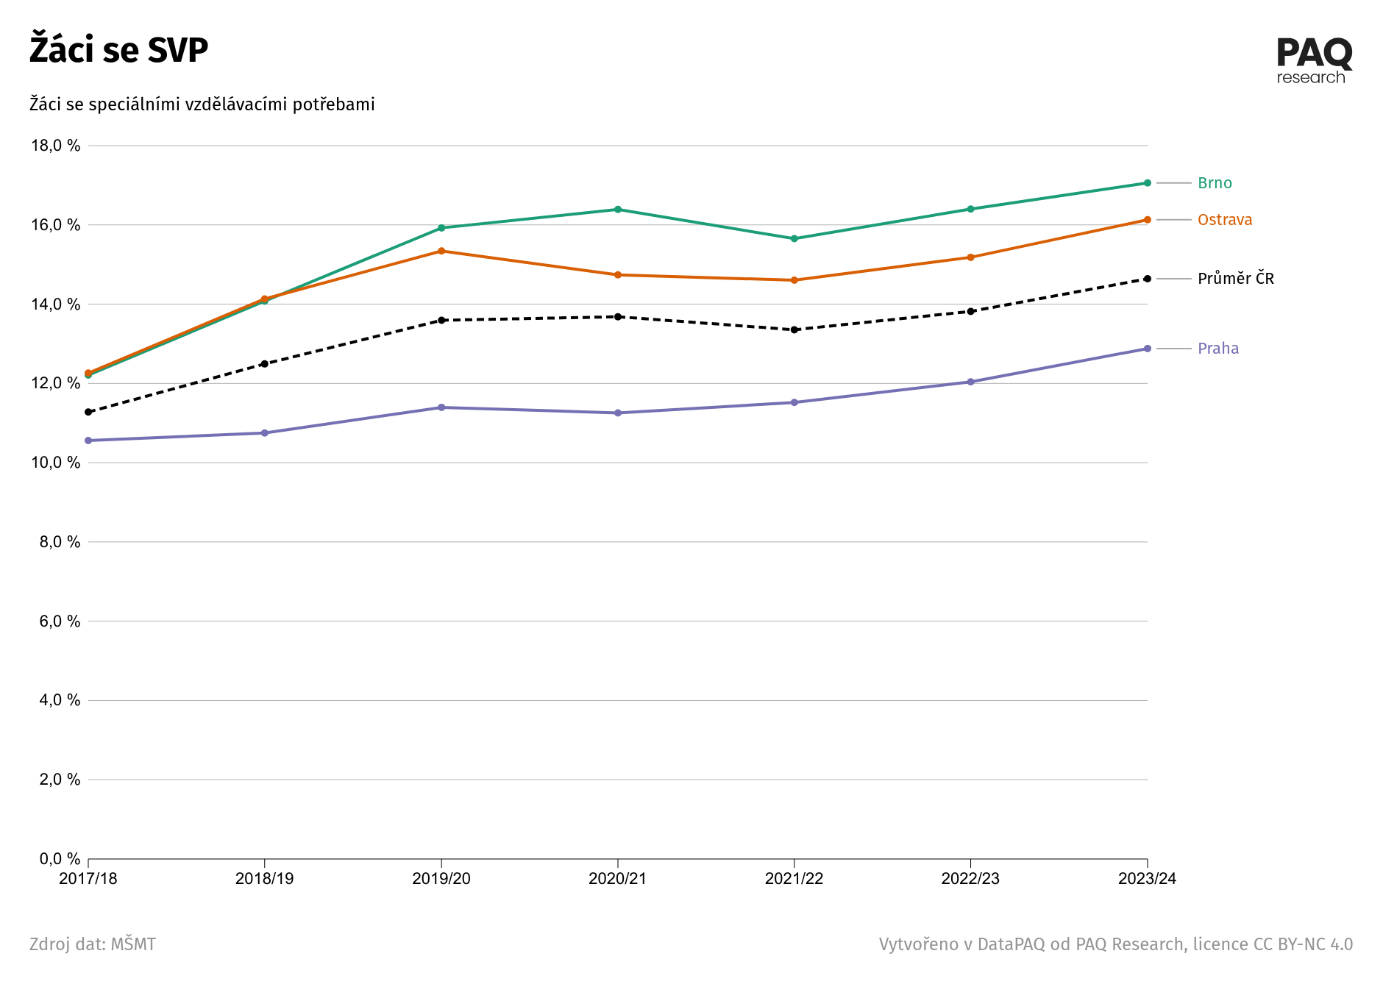 Žáci se SVP
PAQ
research
Žáci se speciálními vzdělávacími potřebami
18,0 %
16,0 %
14,0 %
12,0 %
10,0 %
8,0 %
6,0 %
4,0 %
2,0 %
0,0 %
Brno
Ostrava
Průměr ČR
Praha
2017/18
2018/19
2019/20
2020/21
2021/22
2022/23
2023/24
Zdroj dat: MŠMT
Vytvořeno v DataPAQ od PAQ Research, licence CC BY-NC 4.0